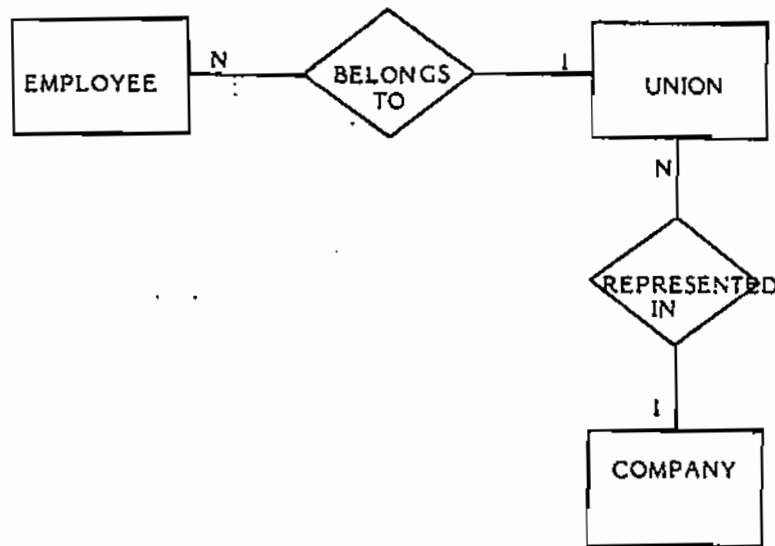 EMPLOYEE
N
BELONGS
TO
1
UNION
N
REPRESENTED
IN
1
COMPANY